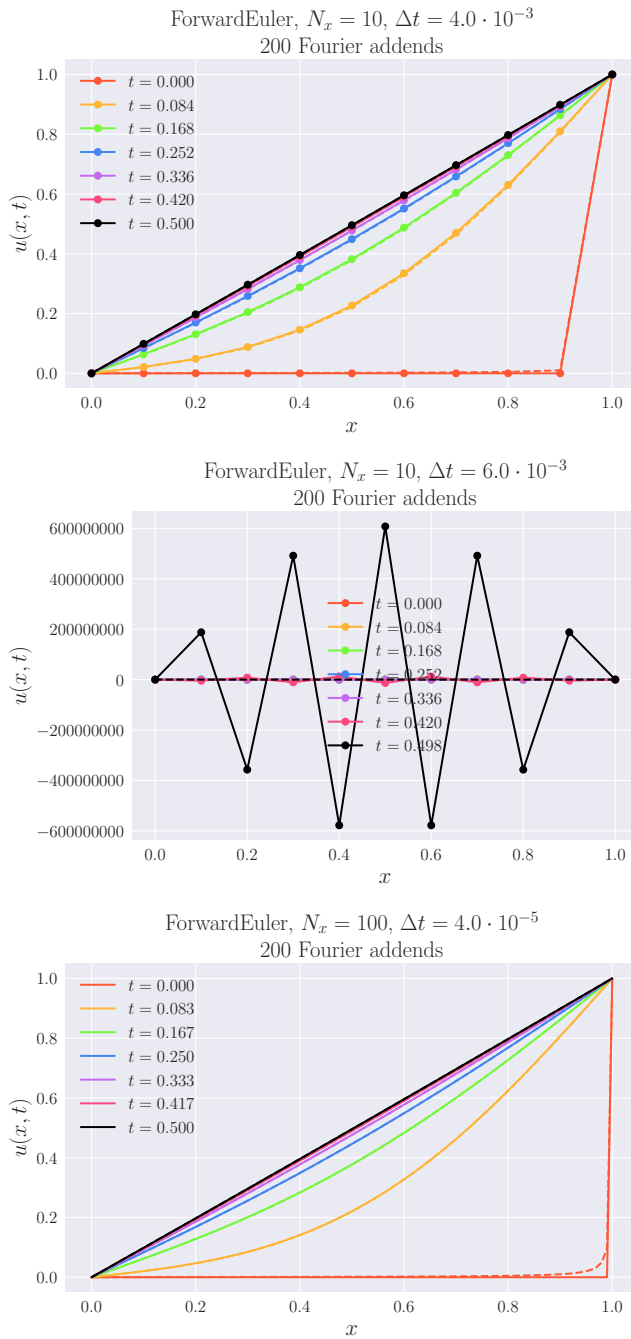 ForwardEuler, N_x = 10, Δt = 4.0 · 10^{-3}
200 Fourier addends
1.0
0.8
0.6
0.4
0.2
0.0
u(x, t)
t = 0.000
t = 0.084
t = 0.168
t = 0.252
t = 0.336
t = 0.420
t = 0.500
0.0 0.2 0.4 0.6 0.8 1.0
x
ForwardEuler, N_x = 10, Δt = 6.0 · 10^{-3}
200 Fourier addends
600000000
400000000
200000000
0
−200000000
−400000000
−600000000
u(x, t)
t = 0.000
t = 0.084
t = 0.168
t = 0.252
t = 0.336
t = 0.420
t = 0.498
0.0 0.2 0.4 0.6 0.8 1.0
x
ForwardEuler, N_x = 100, Δt = 4.0 · 10^{-5}
200 Fourier addends
1.0
0.8
0.6
0.4
0.2
0.0
u(x, t)
t = 0.000
t = 0.083
t = 0.167
t = 0.250
t = 0.333
t = 0.417
t = 0.500
0.0 0.2 0.4 0.6 0.8 1.0
x